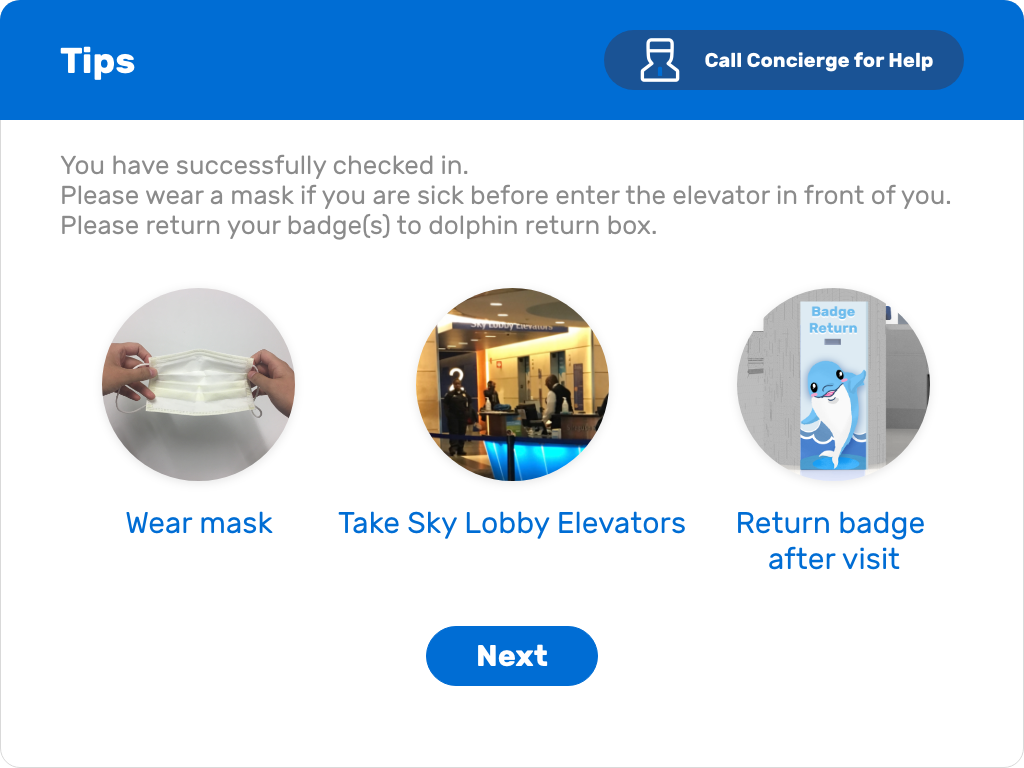 Tips
Call Concierge for Help
You have successfully checked in.
Please wear a mask if you are sick before enter the elevator in front of you.
Please return your badge(s) to dolphin return box.
Sky Lobby Elevators
2
Badge
Return
Wear mask
Take Sky Lobby Elevators
Return badge
after visit
Next